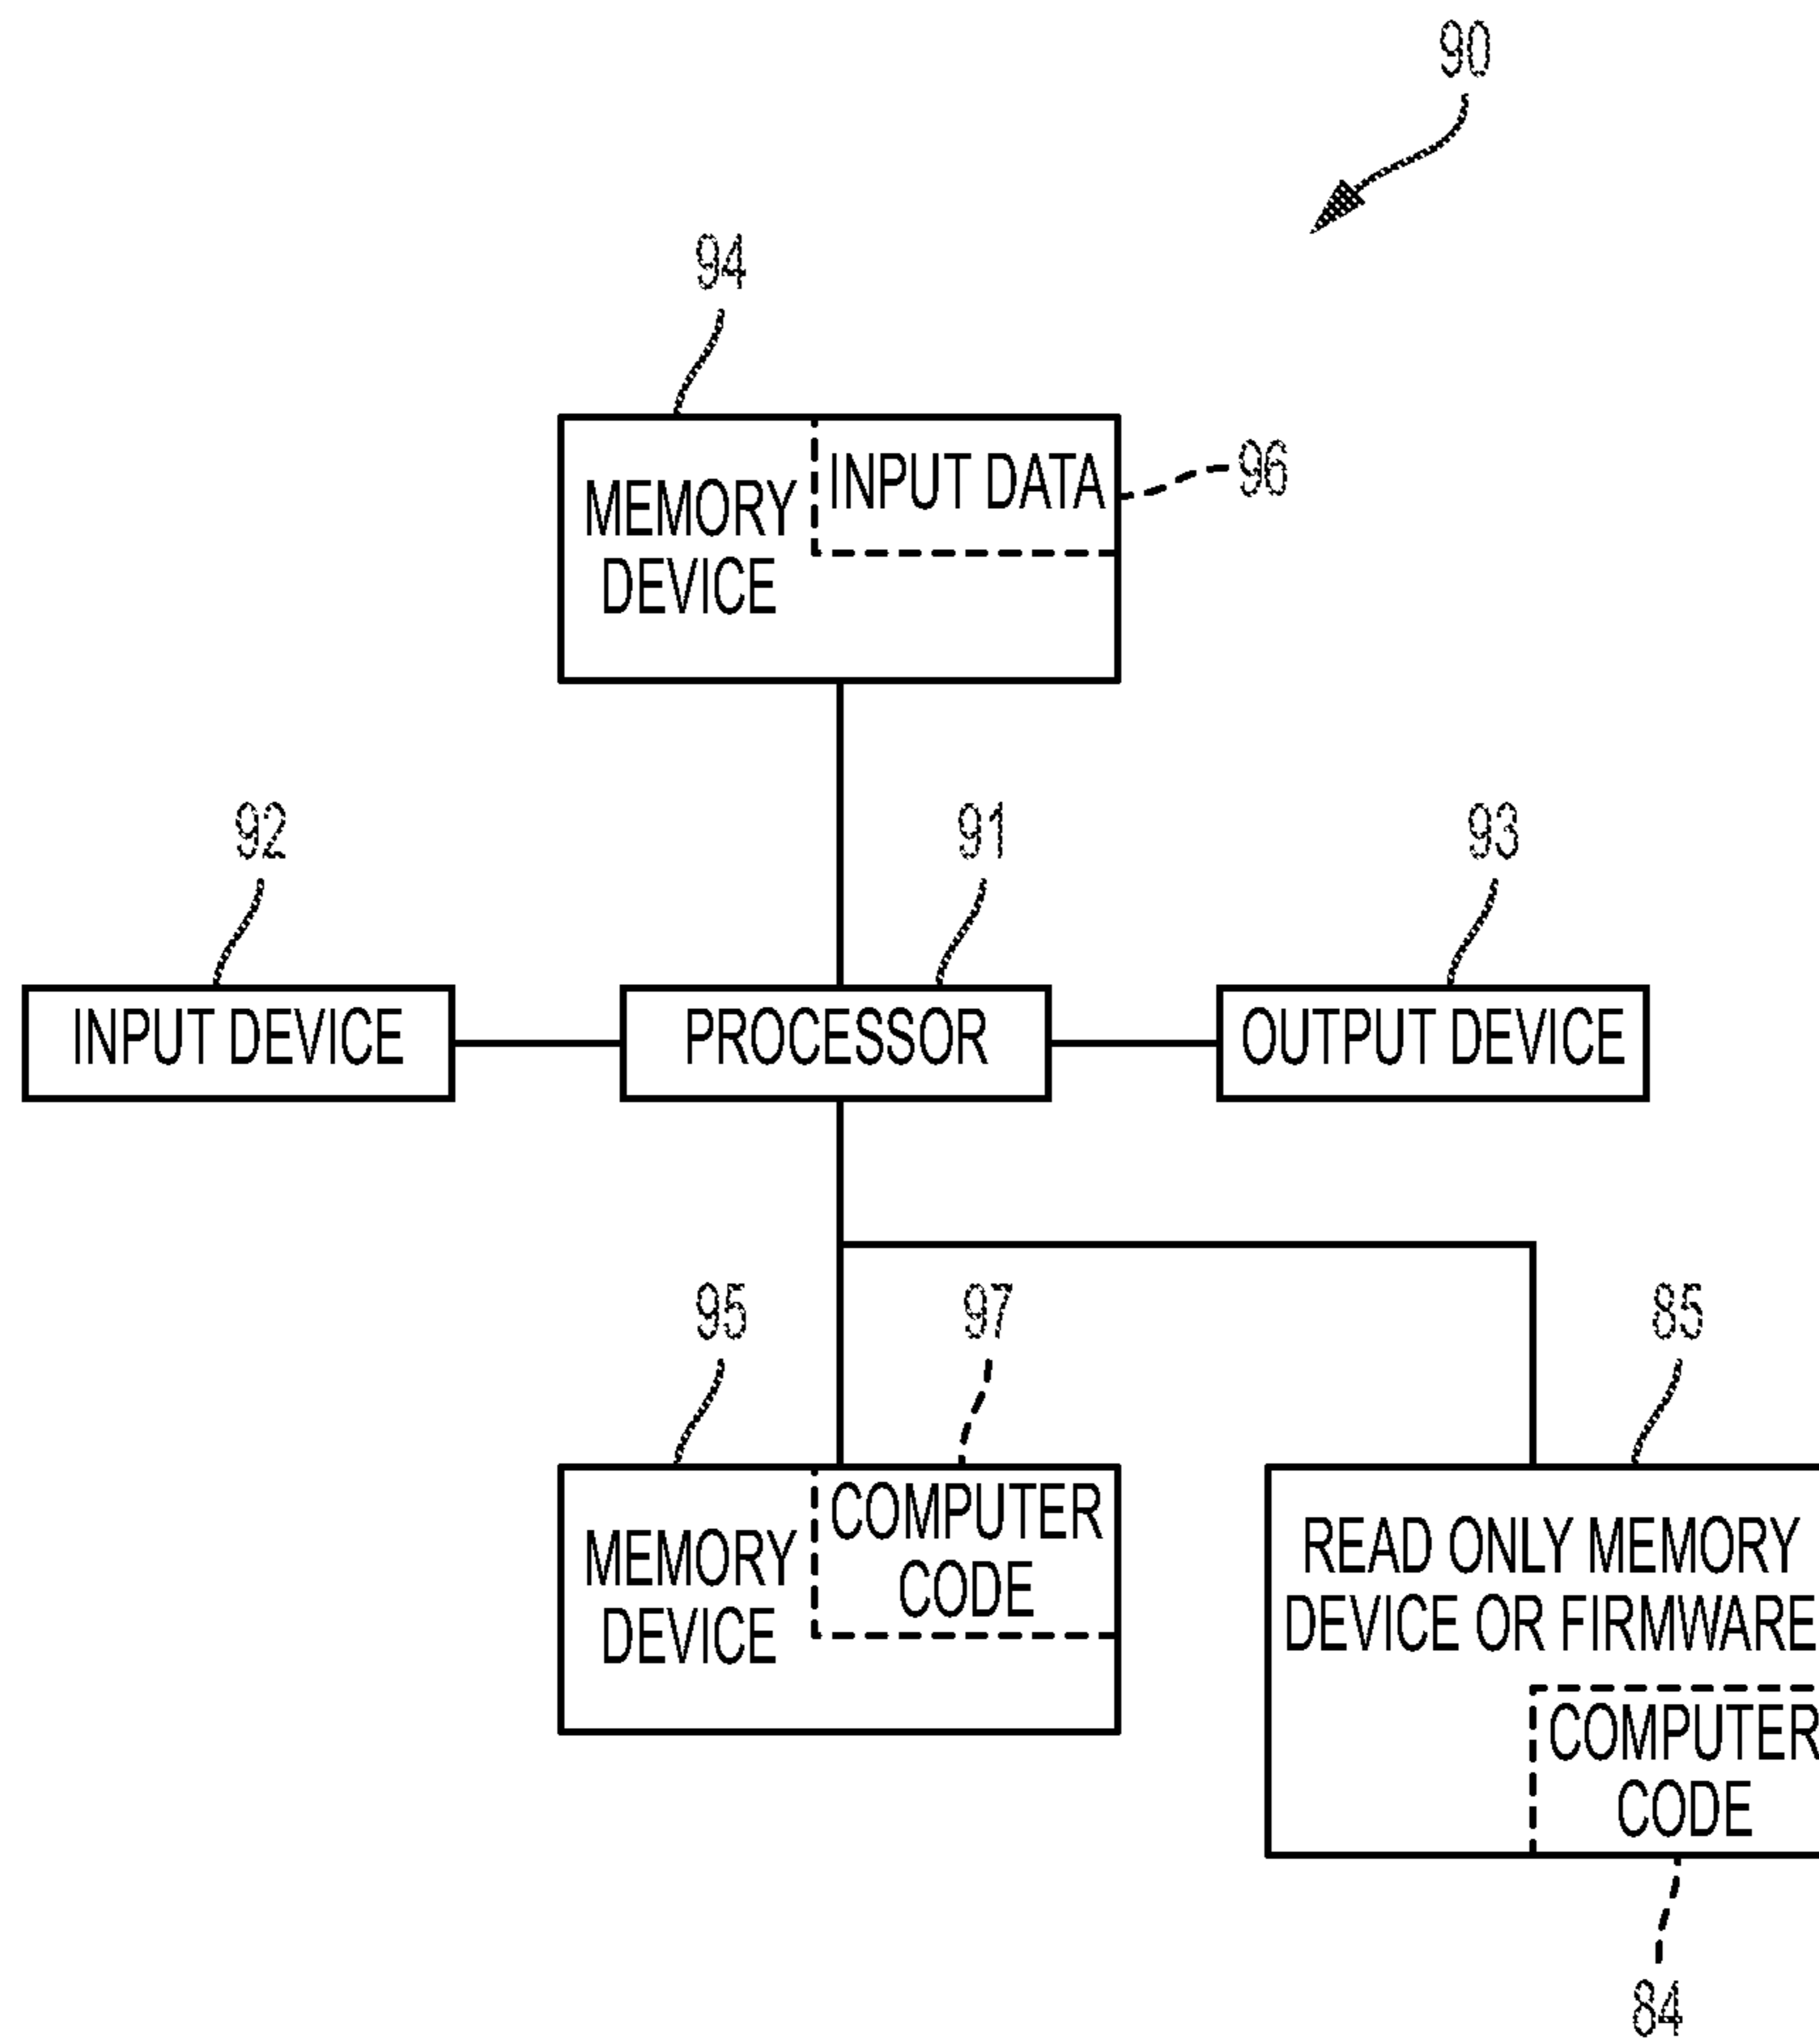 90
94
INPUT DATA
96
MEMORY
DEVICE
92
91
93
INPUT DEVICE
PROCESSOR
OUTPUT DEVICE
95
97
85
COMPUTER
CODE
MEMORY
DEVICE
READ ONLY MEMORY
DEVICE OR FIRMWARE
COMPUTER
CODE
84